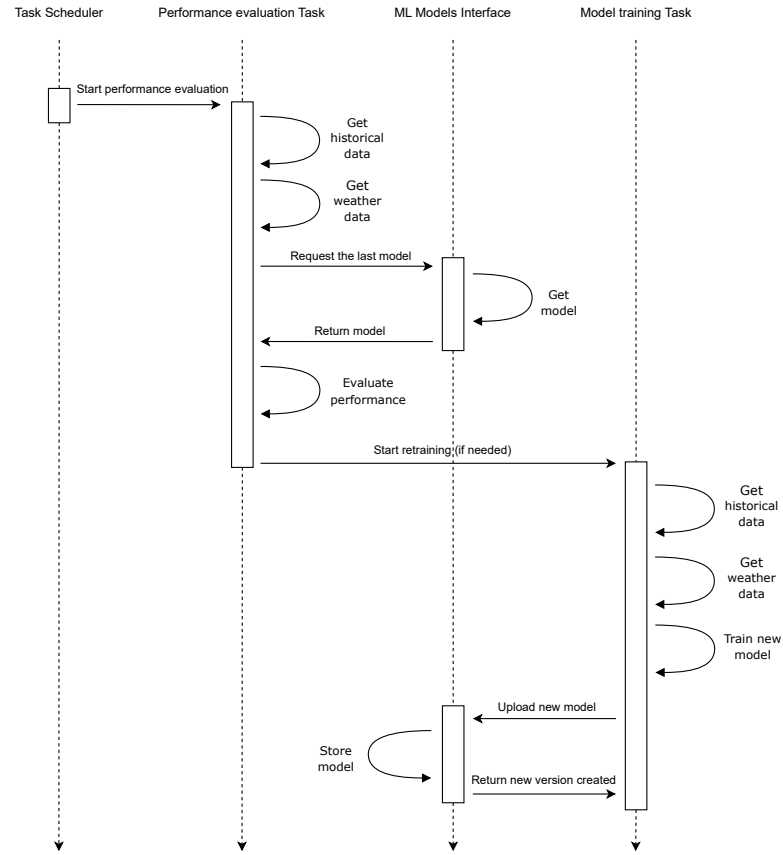 Task Scheduler
Performance evaluation Task
ML Models Interface
Model training Task
Start performance evaluation
Get
historical
data
Get
weather
data
Request the last model
Get
model
Return model
Evaluate
performance
Start retraining (if needed)
Get
historical
data
Get
weather
data
Train new
model
Upload new model
Store
model
Return new version created